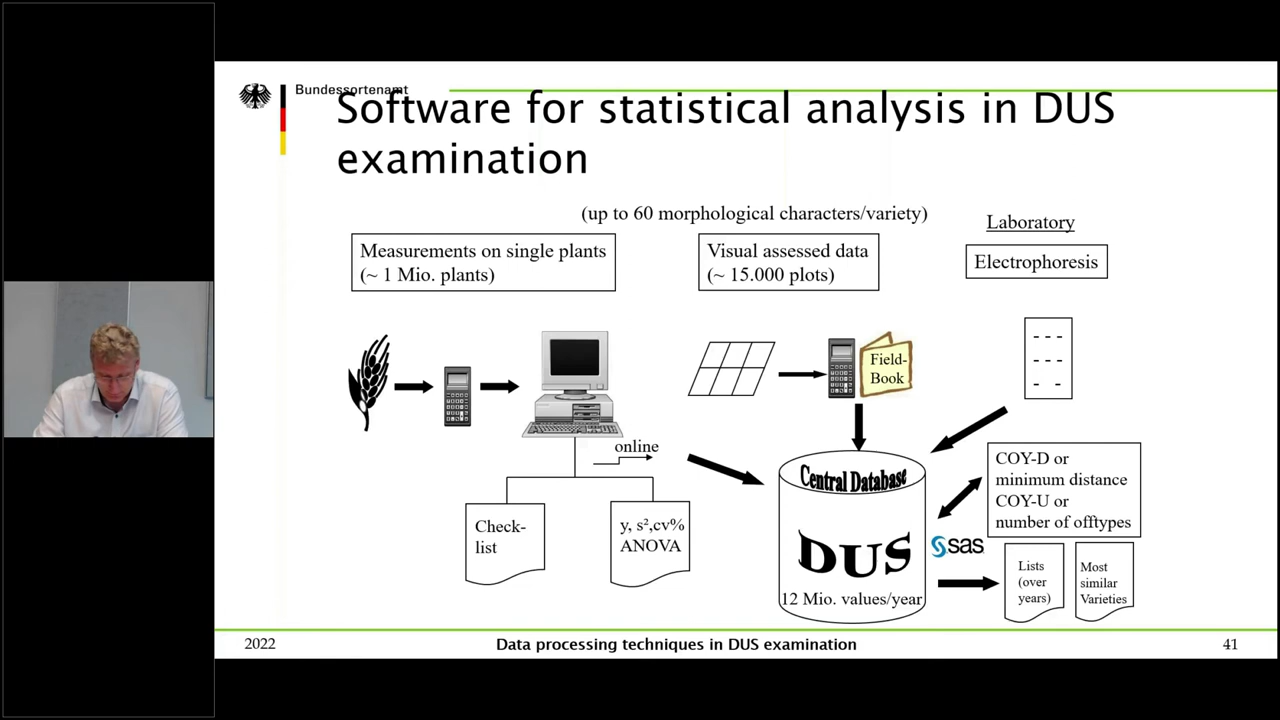 Bundessortenamt
Software for statistical analysis in DUS
examination
(up to 60 morphological characters/variety)
Laboratory
Measurements on single plants
(~ 1 Mio. plants)
Visual assessed data
(~ 15.000 plots)
Electrophoresis
Field-
Book
online
Check-
list
y, s²,cv%
ANOVA
Central Database
DUS
12 Mio. values/year
COY-D or
minimum distance
COY-U or
number of offtypes
sas
Lists
(over
years)
Most
similar
Varieties
2022
Data processing techniques in DUS examination
41